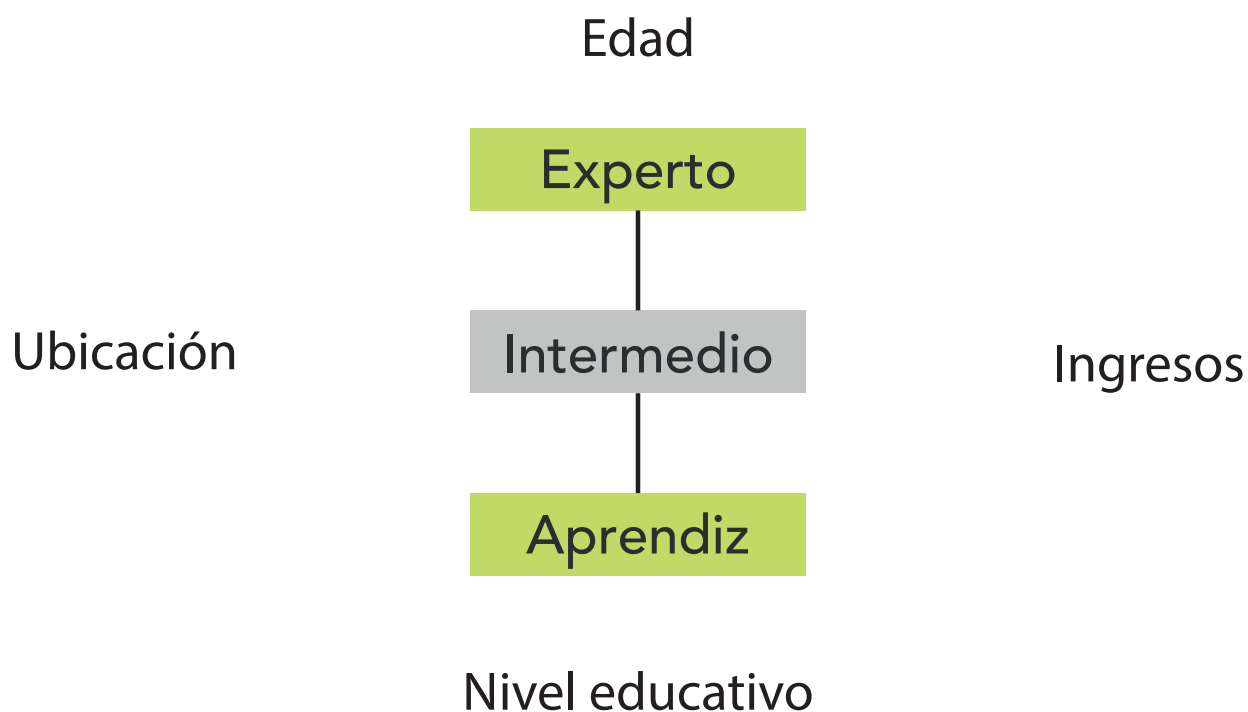 Edad
Experto
Ubicación
Intermedio
Ingresos
Aprendiz
Nivel educativo